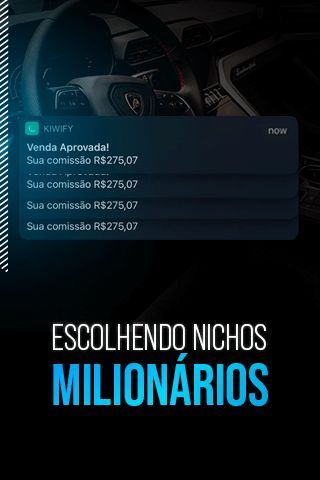 KIWIFY
now
Venda Aprovada!
Sua comissão R$275,07
Sua comissão R$275,07
Sua comissão R$275,07
Sua comissão R$275,07
ESCOLHENDO NICHOS
MILIONÁRIOS